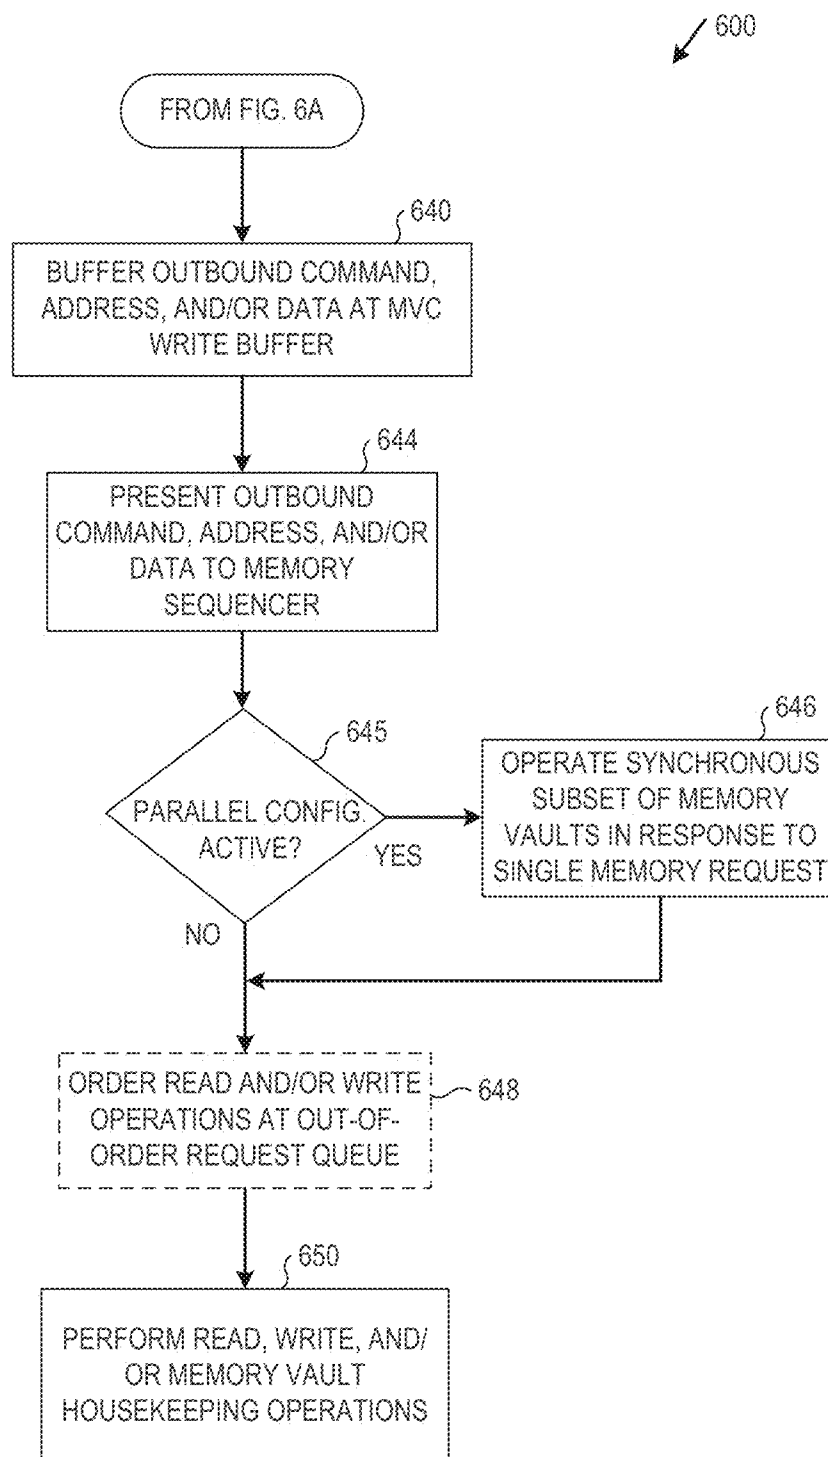 600
FROM FIG. 6A
640
BUFFER OUTBOUND COMMAND,
ADDRESS, AND/OR DATA AT MVC
WRITE BUFFER
644
PRESENT OUTBOUND
COMMAND, ADDRESS, AND/OR
DATA TO MEMORY
SEQUENCER
645
PARALLEL CONFIG.
ACTIVE?
YES
NO
646
OPERATE SYNCHRONOUS
SUBSET OF MEMORY
VAULTS IN RESPONSE TO
SINGLE MEMORY REQUEST
ORDER READ AND/OR WRITE
OPERATIONS AT OUT-OF-
ORDER REQUEST QUEUE
648
650
PERFORM READ, WRITE, AND/
OR MEMORY VAULT
HOUSEKEEPING OPERATIONS